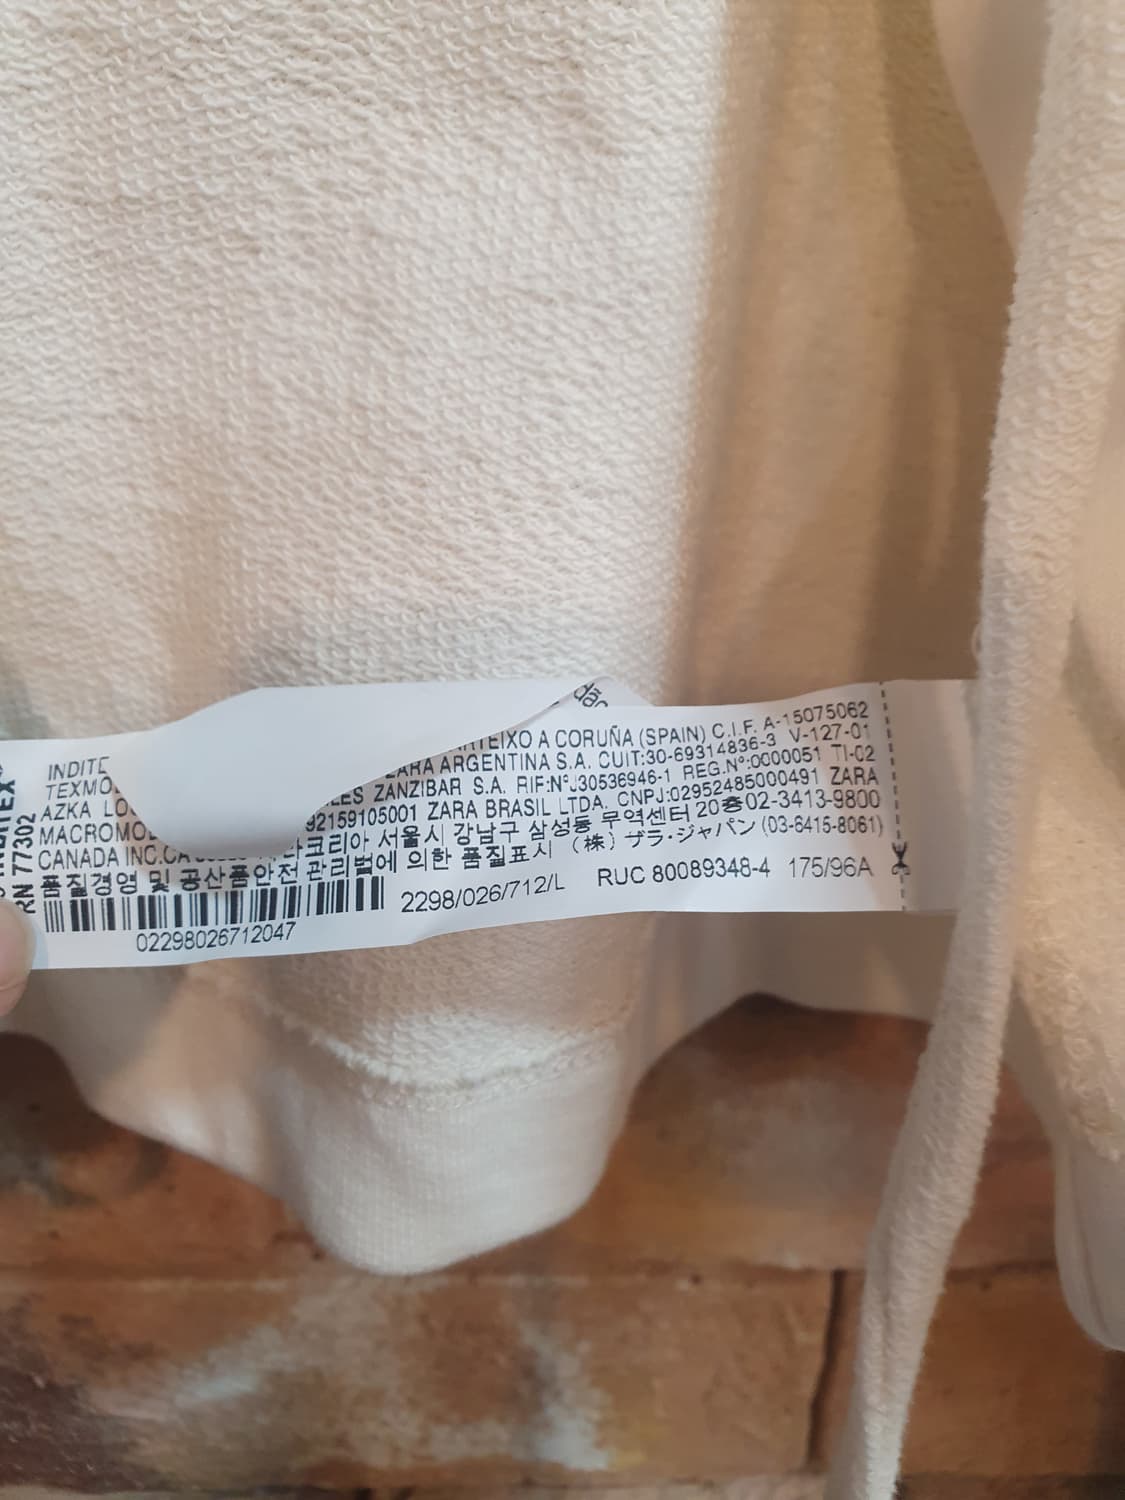 INDITEX
RN 77302
INDITE
TEXMO
AZKA LO
MACROMO
CANADA INC.CA
dão
ARTEIXO A CORUÑA (SPAIN) C.I.F. A-15075062
ZARA ARGENTINA S.A. CUIT:30-69314836-3 V-127-01
LES ZANZIBAR S.A. RIF:NºJ30536946-1 REG.Nº:0000051 TI-02
92159105001 ZARA BRASIL LTDA. CNPJ:02952485000491 ZARA
코리아 서울시 강남구 삼성동 무역센터 20층02-3413-9800
품질경영 및 공산품안전 관리법에 의한 품질표시 (株) ザラ・ジャパン (03-6415-8061)
02298026712047
2298/026/712/L RUC 80089348-4 175/96A